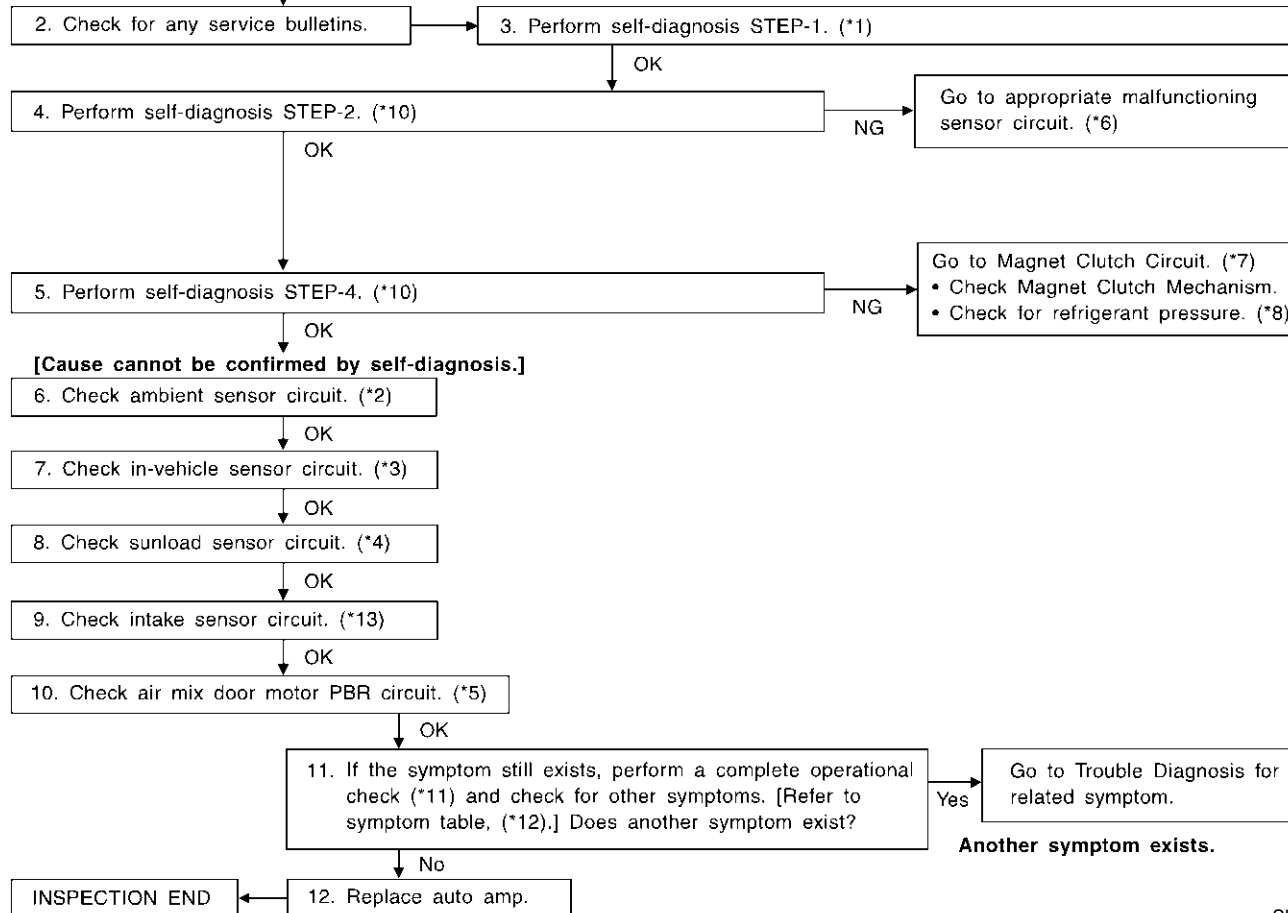 2. Check for any service bulletins.
3. Perform self-diagnosis STEP-1. (*1)
OK
4. Perform self-diagnosis STEP-2. (*10)
NG
Go to appropriate malfunctioning
sensor circuit. (*6)
OK
5. Perform self-diagnosis STEP-4. (*10)
NG
Go to Magnet Clutch Circuit. (*7)
• Check Magnet Clutch Mechanism.
• Check for refrigerant pressure. (*8)
OK
[Cause cannot be confirmed by self-diagnosis.]
6. Check ambient sensor circuit. (*2)
OK
7. Check in-vehicle sensor circuit. (*3)
OK
8. Check sunload sensor circuit. (*4)
OK
9. Check intake sensor circuit. (*13)
OK
10. Check air mix door motor PBR circuit. (*5)
OK
11. If the symptom still exists, perform a complete operational
check (*11) and check for other symptoms. [Refer to
symptom table, (*12).] Does another symptom exist?
Yes
Go to Trouble Diagnosis for
related symptom.
Another symptom exists.
No
12. Replace auto amp.
INSPECTION END